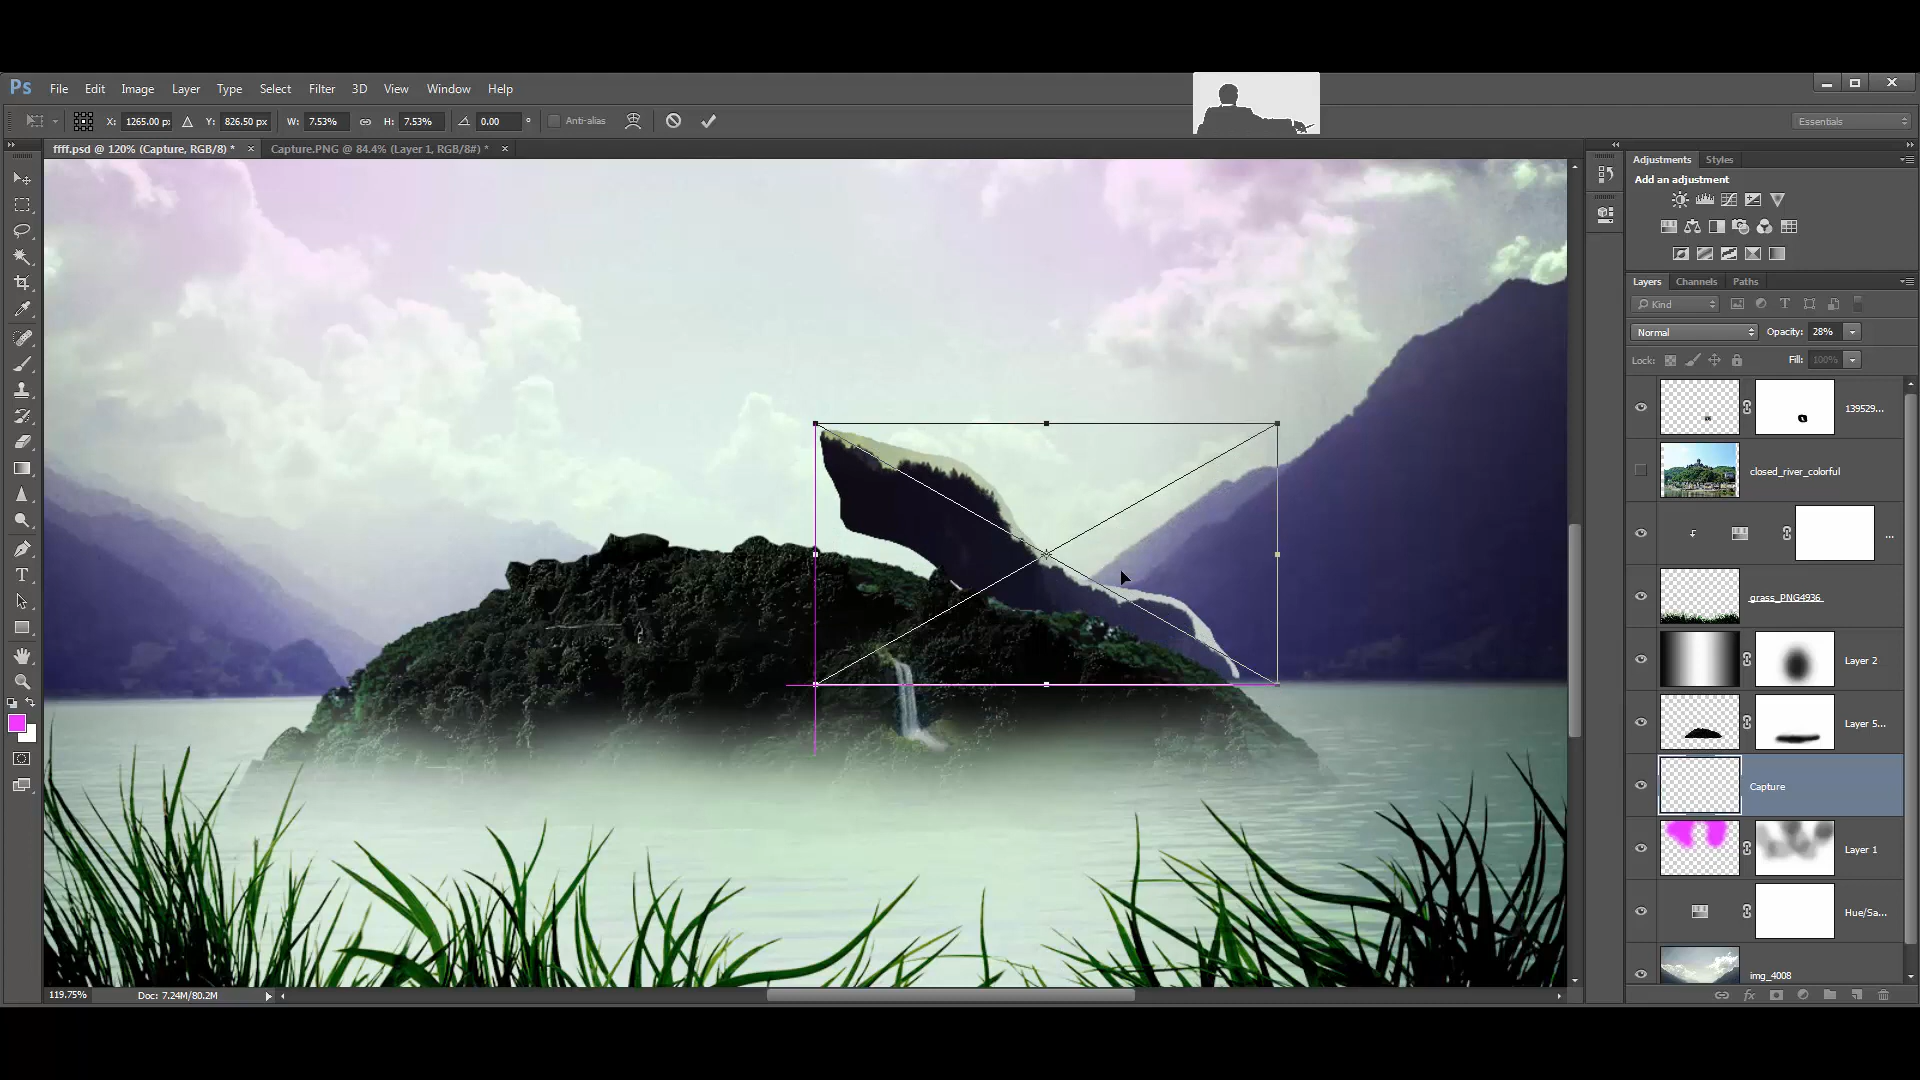 Ps File Edit Image Layer Type Select Filter 3D View Window Help
X: 1265.00 px Y: 826.50 px W: 7.53% H: 7.53% 0.00 ° Anti-alias Essentials
ffff.psd @ 120% (Capture, RGB/8) * × Capture.PNG @ 84.4% (Layer 1, RGB/8#) * ×
Adjustments Styles
Add an adjustment
Layers Channels Paths
Kind
Normal Opacity: 28%
Lock: Fill: 100%
139529...
closed_river_colorful
...
grass_PNG4936
Layer 2
Layer 5...
Capture
Layer 1
Hue/Sa...
img_4008
119.75% Doc: 7.24M/80.2M